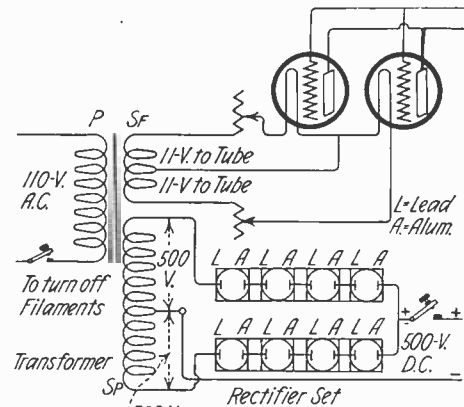 P SF
110-V.
A.C.
11-V. to Tube
11-V to Tube
L=Lead
A=Alum.
To turn off
Filaments
500
V.
L A L A L A L A
L A L A L A L A
+ +
500-V.
D.C.
-
Transformer
SP
Rectifier Set